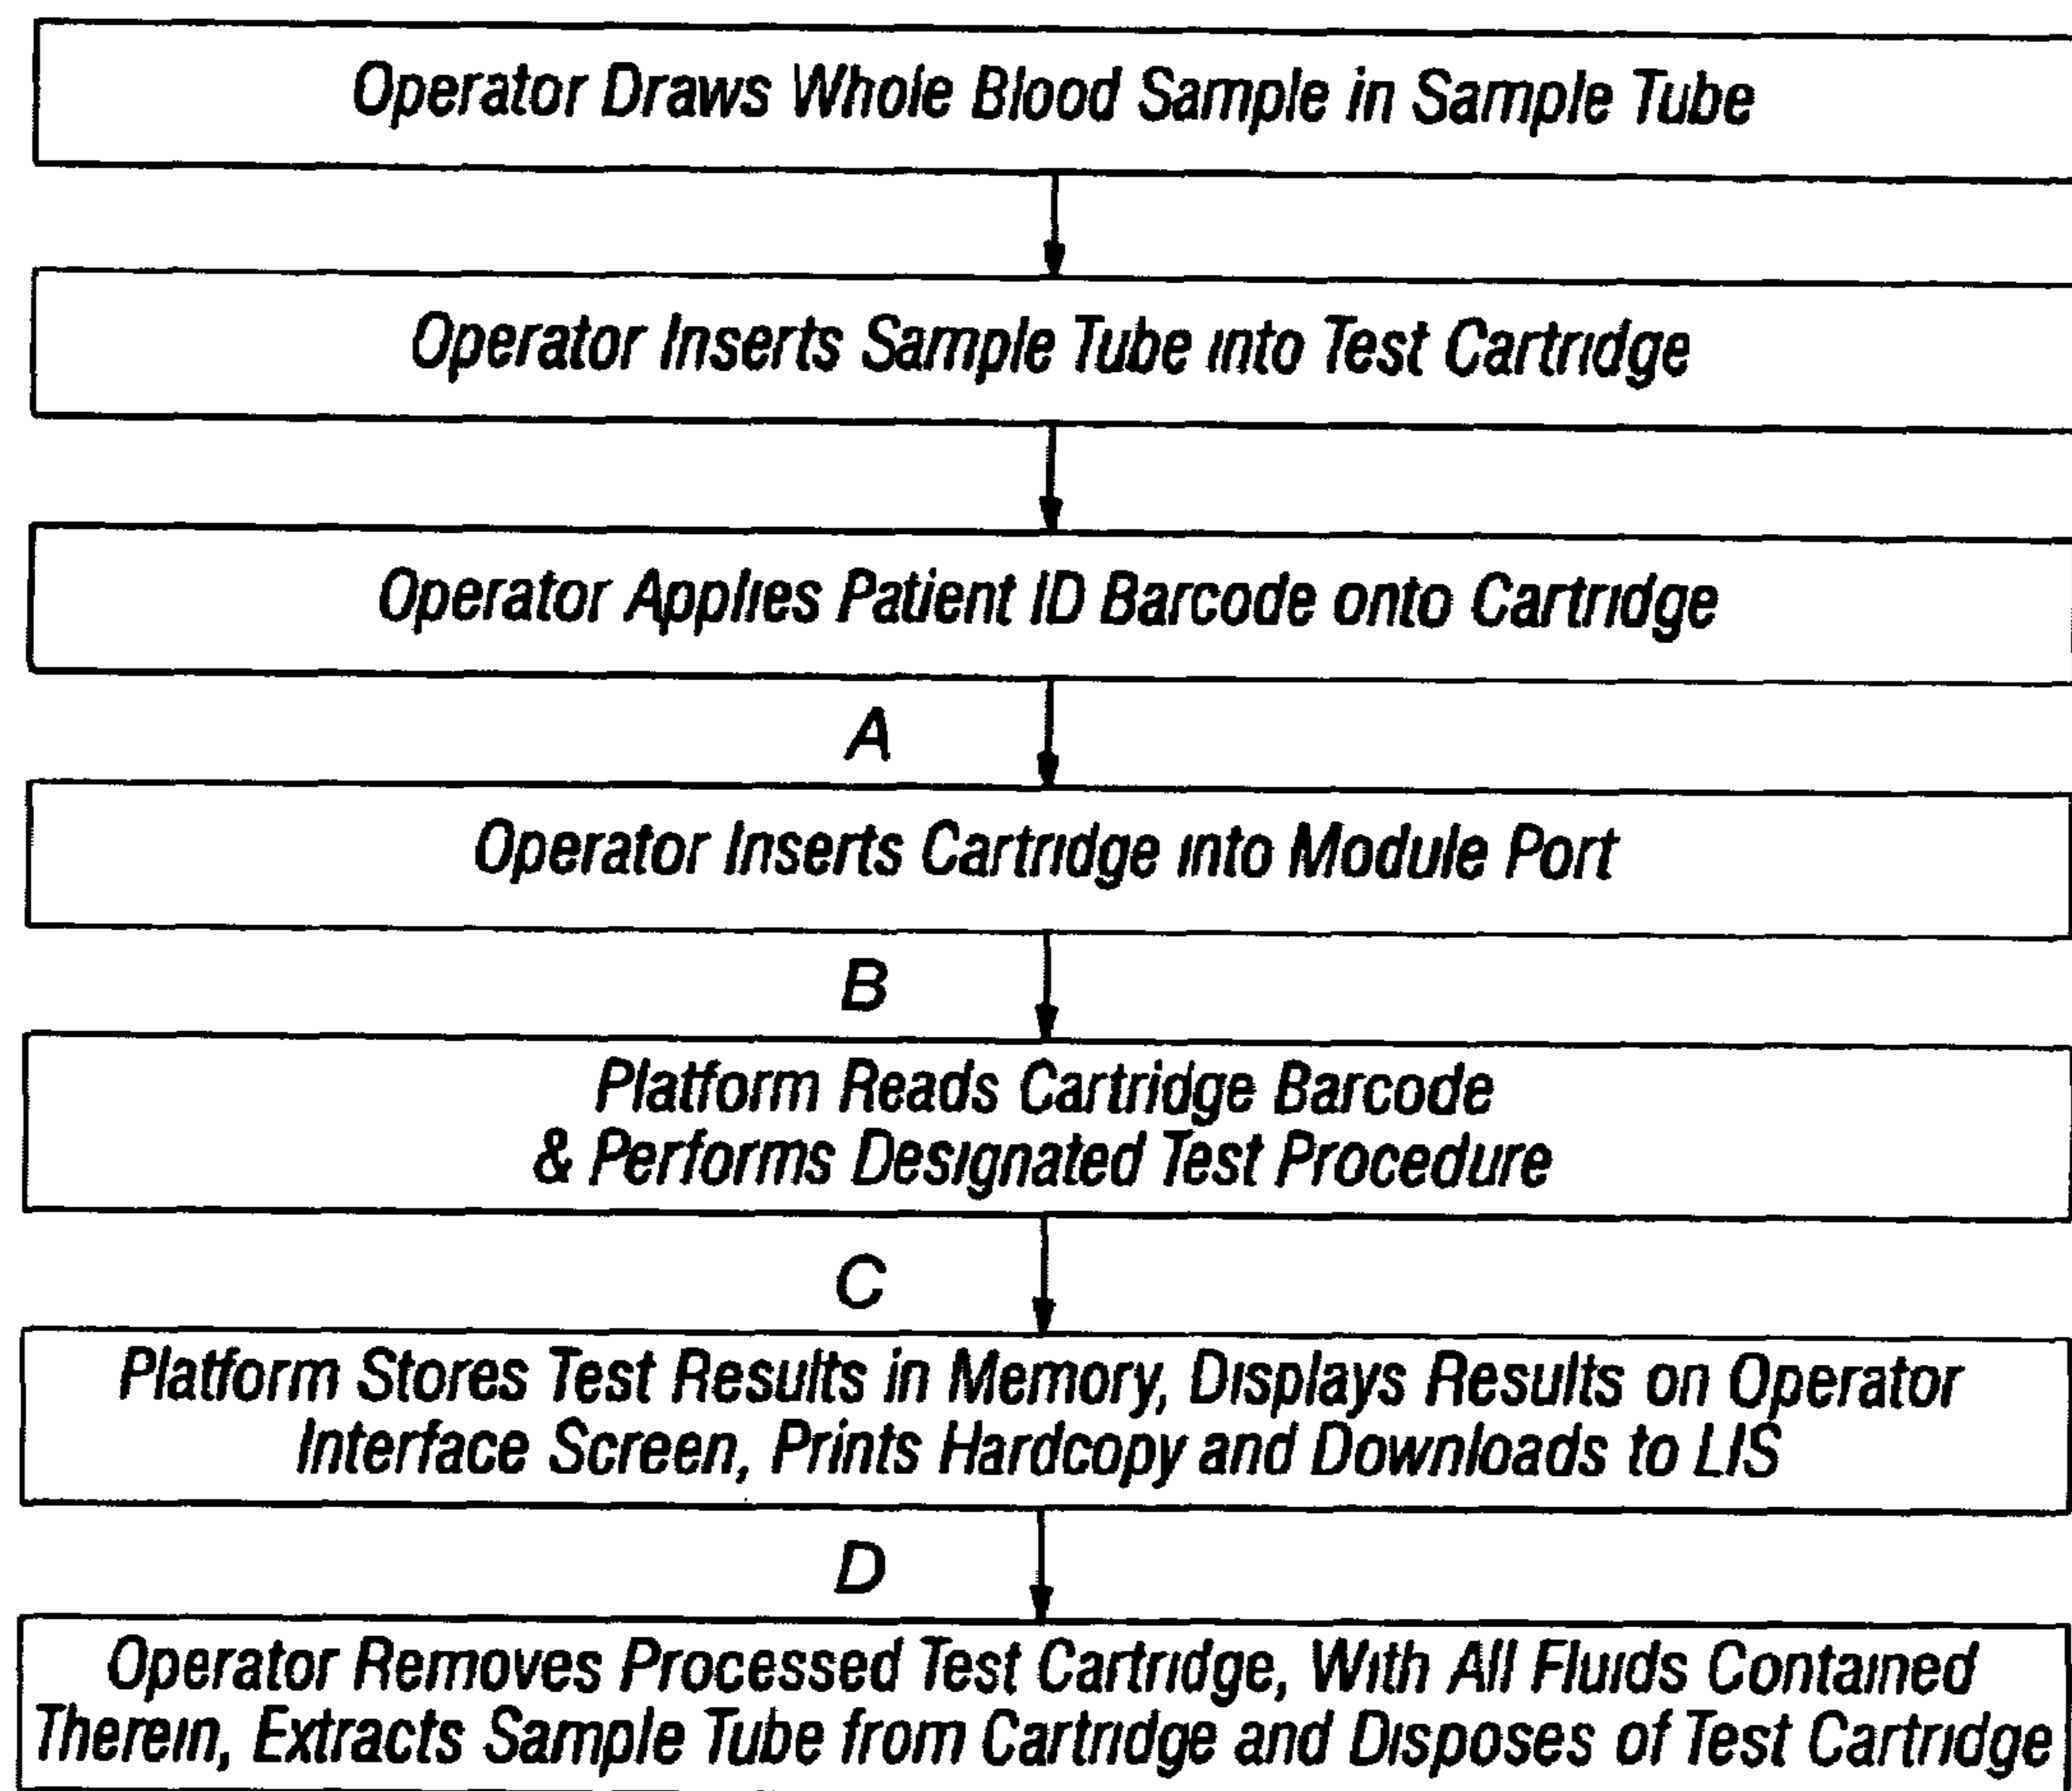 Operator Draws Whole Blood Sample in Sample Tube
Operator Inserts Sample Tube into Test Cartridge
Operator Applies Patient ID Barcode onto Cartridge
A
Operator Inserts Cartridge into Module Port
B
Platform Reads Cartridge Barcode
& Performs Designated Test Procedure
C
Platform Stores Test Results in Memory, Displays Results on Operator
Interface Screen, Prints Hardcopy and Downloads to LIS
D
Operator Removes Processed Test Cartridge, With All Fluids Contained
Therein, Extracts Sample Tube from Cartridge and Disposes of Test Cartridge